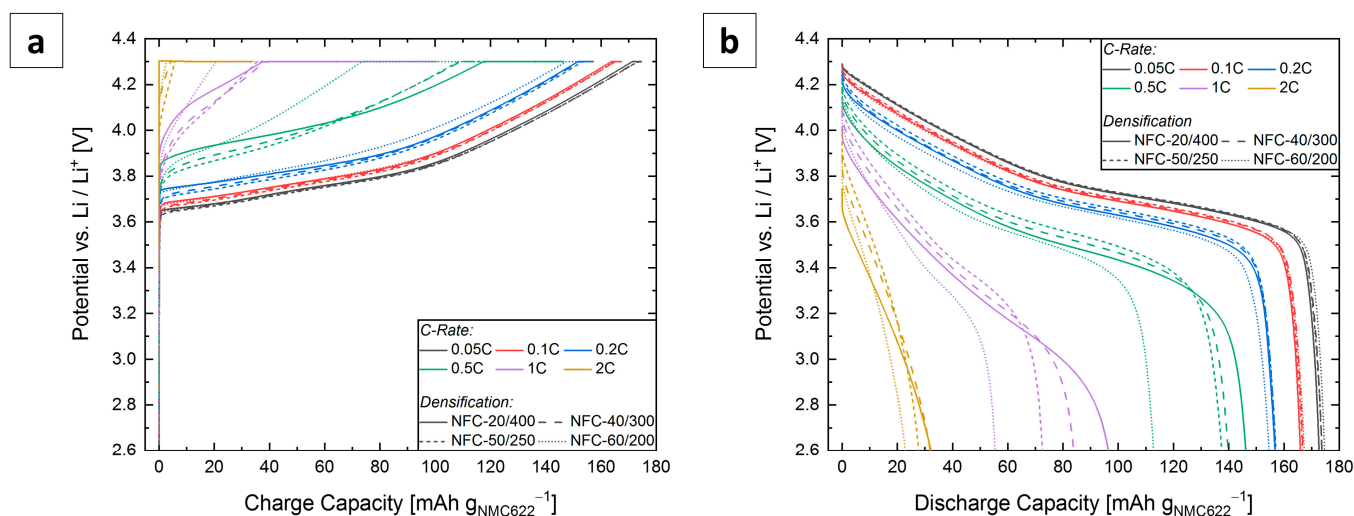 a
4.4
4.2
4.0
3.8
3.6
3.4
3.2
3.0
2.8
2.6
Potential vs. Li / Li⁺ [V]
0 20 40 60 80 100 120 140 160 180
Charge Capacity [mAh g_NMC622⁻¹]
C-Rate:
0.05C 0.1C 0.2C
0.5C 1C 2C
Densification:
NFC-20/400 NFC-40/300
NFC-50/250 NFC-60/200
b
4.4
4.2
4.0
3.8
3.6
3.4
3.2
3.0
2.8
2.6
Potential vs. Li / Li⁺ [V]
0 20 40 60 80 100 120 140 160 180
Discharge Capacity [mAh g_NMC622⁻¹]
C-Rate:
0.05C 0.1C 0.2C
0.5C 1C 2C
Densification
NFC-20/400 NFC-40/300
NFC-50/250 NFC-60/200